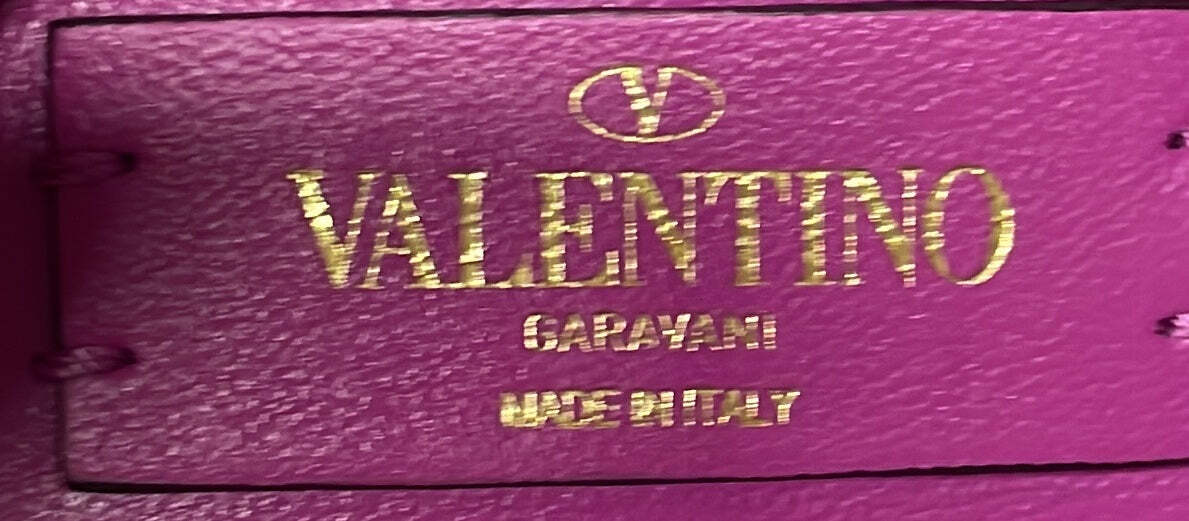 V
VALENTINO
GARAVANI
MADE IN ITALY